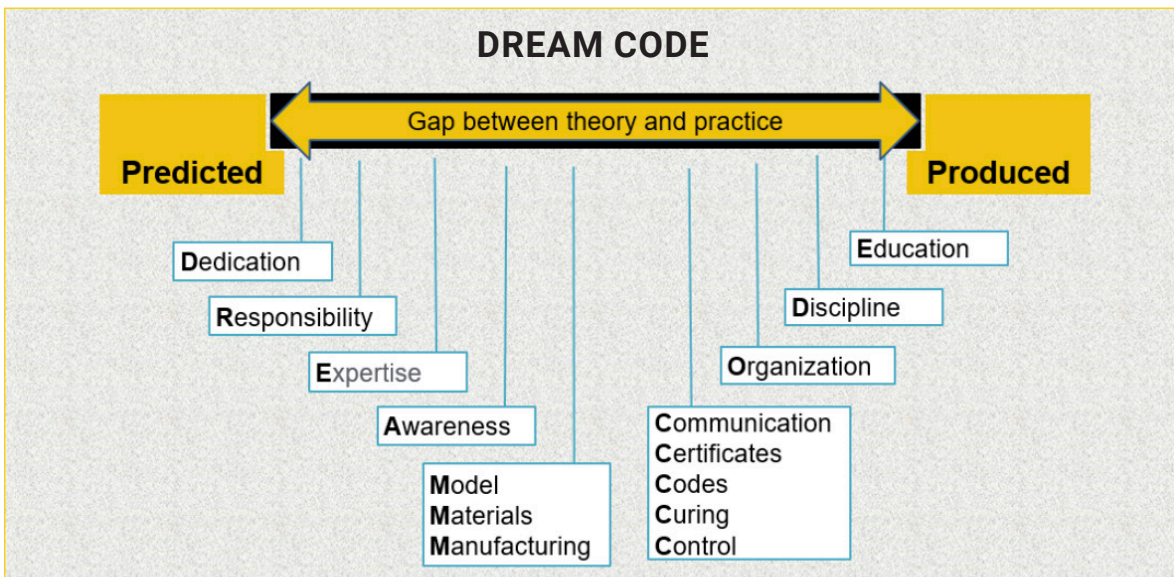 DREAM CODE
Gap between theory and practice
Predicted
Produced
Dedication
Responsibility
Expertise
Awareness
Model
Materials
Manufacturing
Communication
Certificates
Codes
Curing
Control
Organization
Discipline
Education